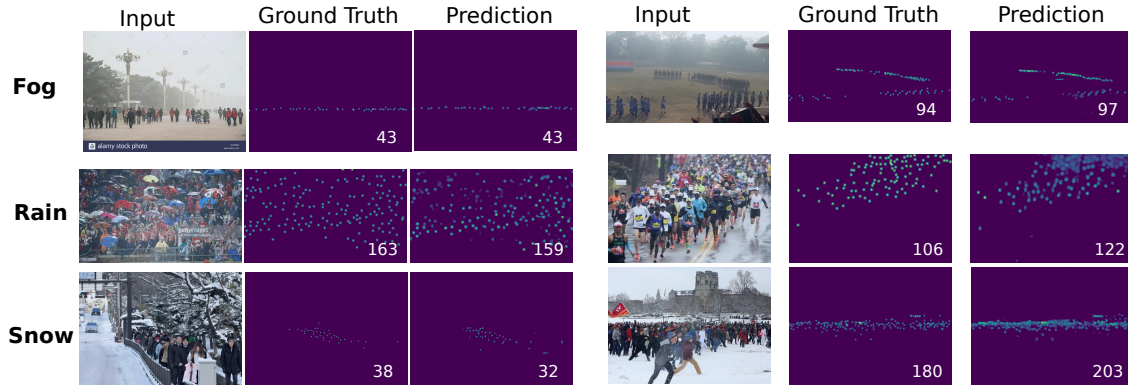 Input Ground Truth Prediction Input Ground Truth Prediction
Fog
43 43 94 97
alamy stock photo
Rain
163 159 106 122
Snow
38 32 180 203